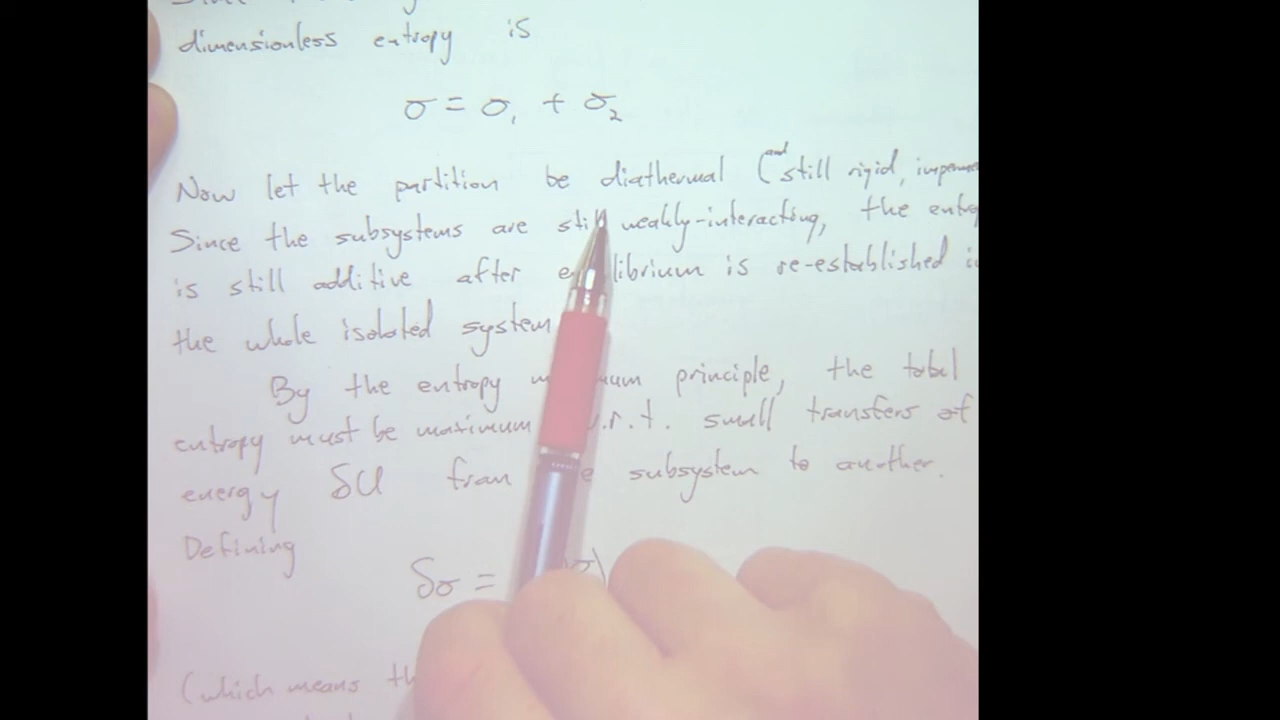 dimensionless entropy is
σ = σ₁ + σ₂
Now let the partition be diathermal (and still rigid,
Since the subsystems are still weakly-interacting, the
is still additive after is re-established
the whole isolated system
By the entropy principle, the total
entropy must be maximum w.r.t. small transfers of
energy δU from subsystem to another.
Defining
δσ =
(which means